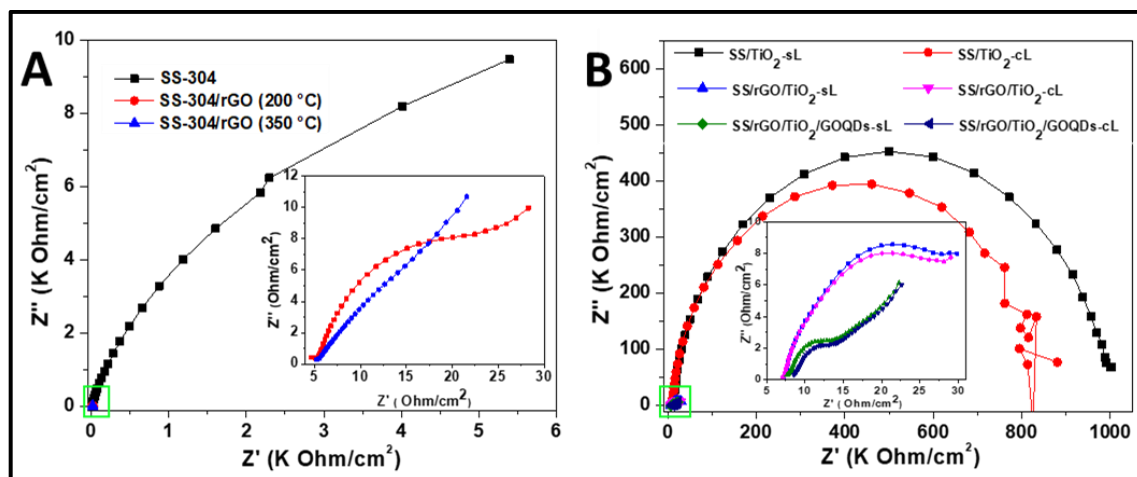 A
SS-304
SS-304/rGO (200 °C)
SS-304/rGO (350 °C)
Z'' (K Ohm/cm²)
10
8
6
4
2
0
0 1 2 3 4 5 6
Z' (K Ohm/cm²)
Z'' (Ohm/cm²)
12
10
8
6
4
2
0
5 10 15 20 25 30
Z' ( Ohm/cm²)
B
SS/TiO₂-sL SS/TiO₂-cL
SS/rGO/TiO₂-sL SS/rGO/TiO₂-cL
SS/rGO/TiO₂/GOQDs-sL SS/rGO/TiO₂/GOQDs-cL
Z'' (K Ohm/cm²)
600
500
400
300
200
100
0
0 200 400 600 800 1000
Z' (K Ohm/cm²)
Z'' (Ohm/cm²)
8
6
4
2
0
5 10 15 20 25 30
Z' ( Ohm/cm²)